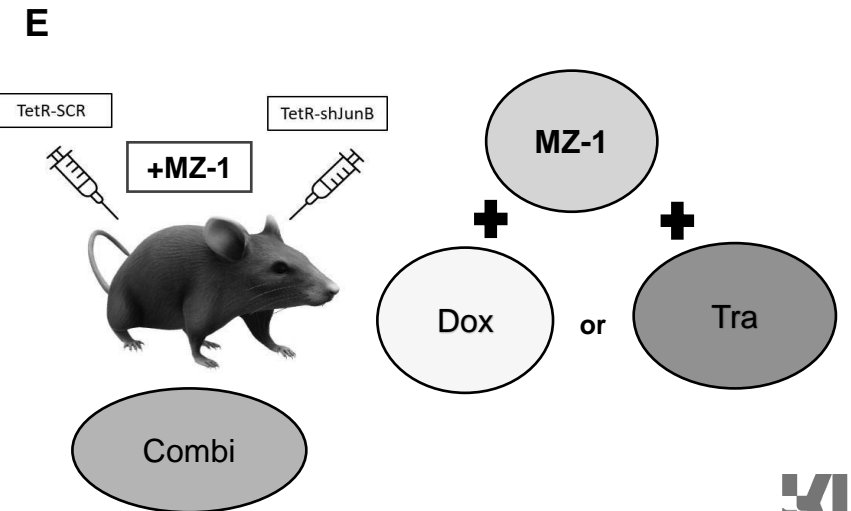 E
TetR-SCR
TetR-shJunB
+MZ-1
MZ-1
Dox
or
Tra
Combi